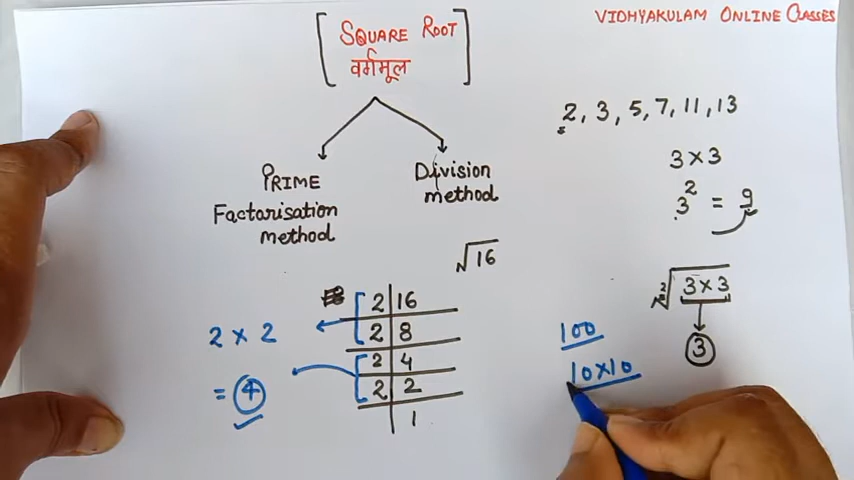 VIDHYAKULAM ONLINE CLASSES
SQUARE ROOT
वर्गमूल
PRIME
Factorisation
method
Division
method
2, 3, 5, 7, 11, 13
3 × 3
3² = 9
√16
2 | 16
2 | 8
2 | 4
2 | 2
1
2 × 2
= 4
²√3 × 3
3
100
10×10